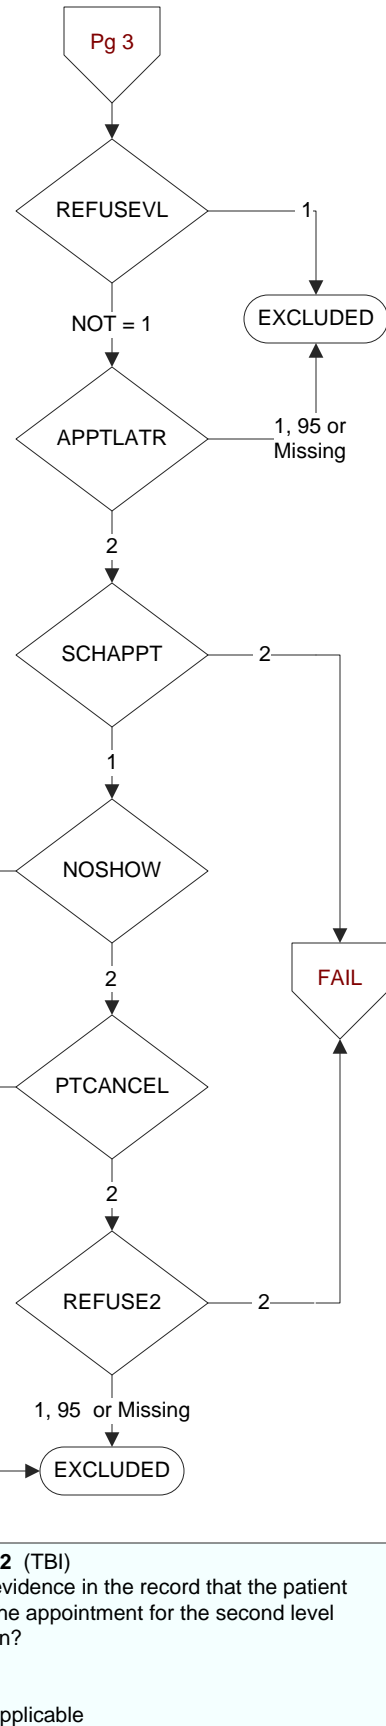 Pg 3
REFUSEVL
1
NOT = 1
EXCLUDED
APPTLATR
1, 95 or
Missing
2
SCHAPPT
2
1
NOSHOW
2
FAIL
PTCANCEL
2
REFUSE2
2
1, 95 or Missing
EXCLUDED
2 (TBI)
evidence in the record that the patient
appointment for the second level